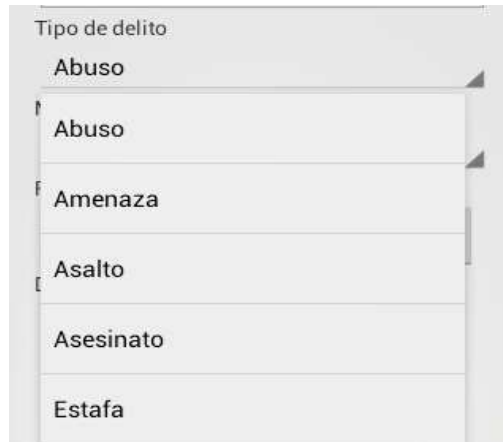 Tipo de delito
Abuso
Abuso
Amenaza
Asalto
Asesinato
Estafa